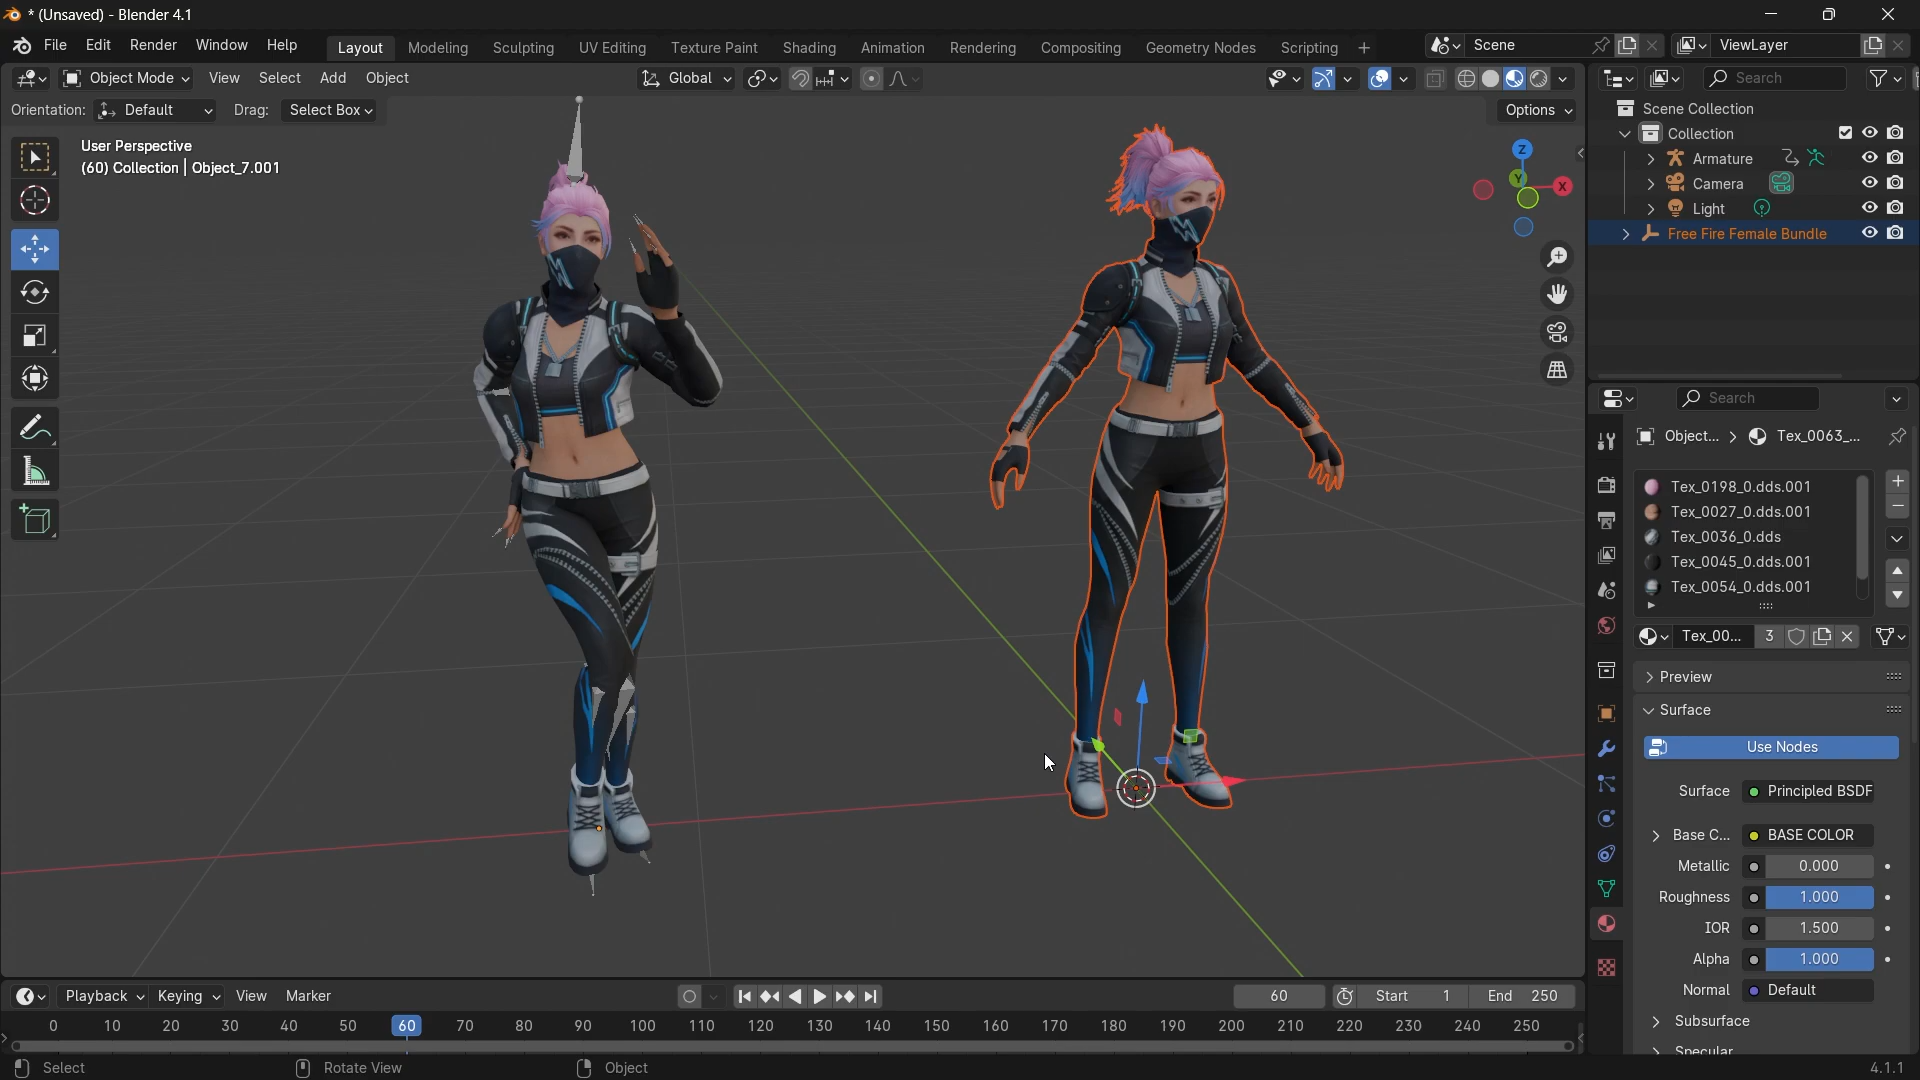 * (Unsaved) - Blender 4.1
File Edit Render Window Help Layout Modeling Sculpting UV Editing Texture Paint Shading Animation Rendering Compositing Geometry Nodes Scripting + Scene ViewLayer
Object Mode View Select Add Object Global Search
Orientation: Default Drag: Select Box Options
User Perspective
(60) Collection | Object_7.001
Z
Y
X
Scene Collection
Collection
Armature
Camera
Light
Free Fire Female Bundle
Search
Object... Tex_0063_...
Tex_0198_0.dds.001
Tex_0027_0.dds.001
Tex_0036_0.dds
Tex_0045_0.dds.001
Tex_0054_0.dds.001
Tex_00... 3
Preview
Surface
Use Nodes
Surface Principled BSDF
Base C... BASE COLOR
Metallic 0.000
Roughness 1.000
IOR 1.500
Alpha 1.000
Normal Default
Subsurface
Specular
Playback Keying View Marker 60 Start 1 End 250
0 10 20 30 40 50 60 70 80 90 100 110 120 130 140 150 160 170 180 190 200 210 220 230 240 250
Select Rotate View Object 4.1.1